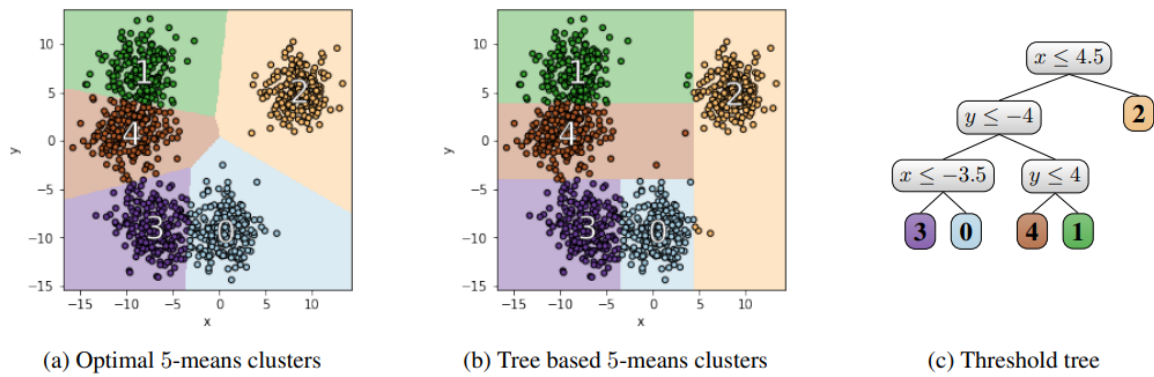 10
5
0
−5
−10
−15
y
1
2
4
3
0
−15 −10 −5 0 5 10
x
(a) Optimal 5-means clusters
10
5
0
−5
−10
−15
y
1
2
4
3
0
−15 −10 −5 0 5 10
x
(b) Tree based 5-means clusters
x ≤ 4.5
y ≤ −4
2
x ≤ −3.5 y ≤ 4
3 0 4 1
(c) Threshold tree